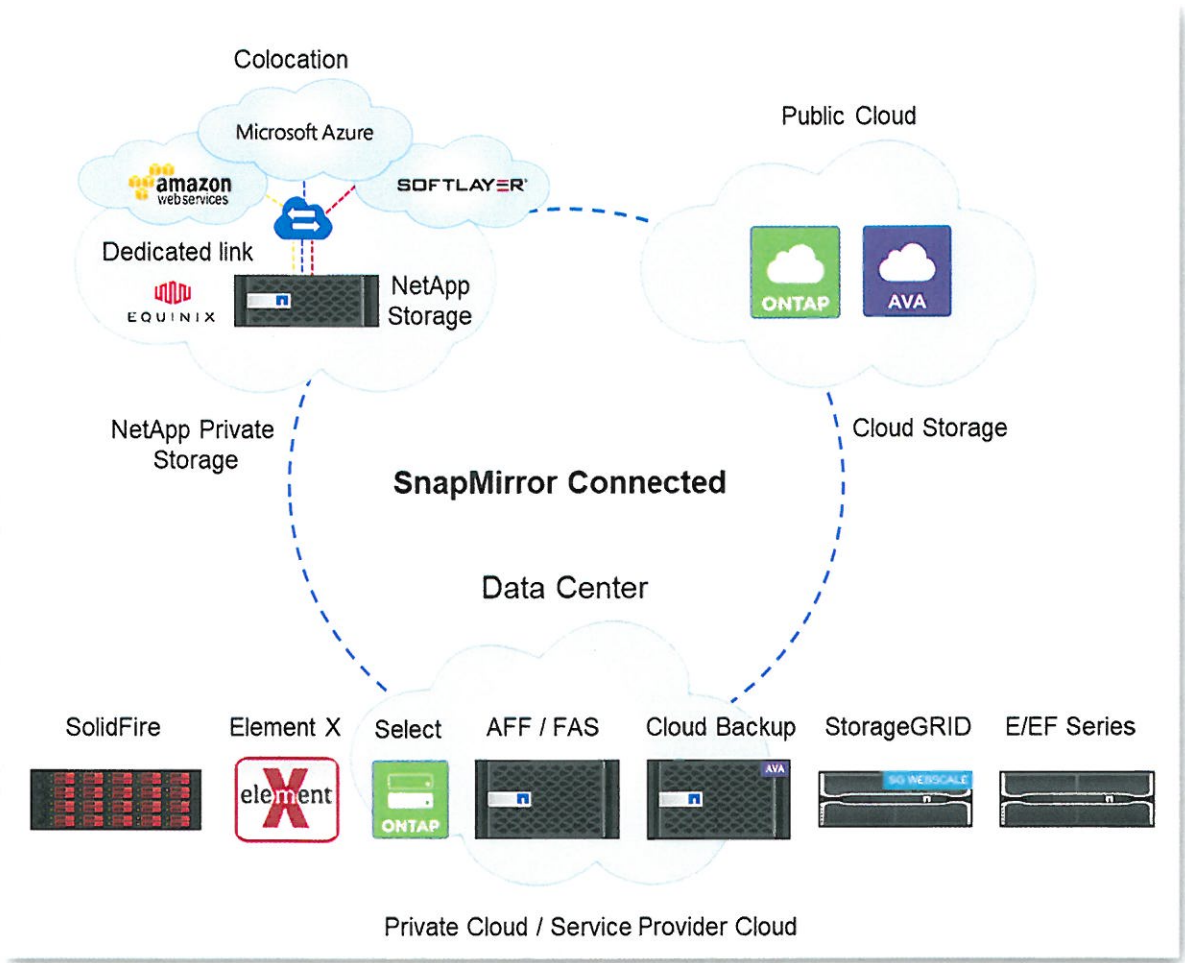 Colocation
Microsoft Azure
amazon
webservices
SOFTLAYER
Dedicated link
EQUINIX
NetApp
Storage
Public Cloud
ONTAP
AVA
NetApp Private
Storage
Cloud Storage
SnapMirror Connected
Data Center
SolidFire
Element X
Select
AFF / FAS
Cloud Backup
StorageGRID
E/EF Series
X
element
ONTAP
AVA
SG WEBSCALE
Private Cloud / Service Provider Cloud